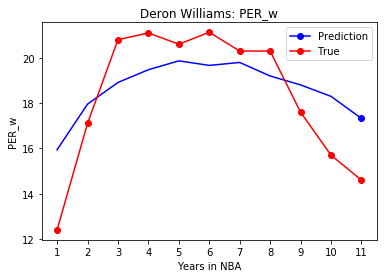 Deron Williams: PER_w
Prediction
True
PER_w
20
18
16
14
12
1 2 3 4 5 6 7 8 9 10 11
Years in NBA